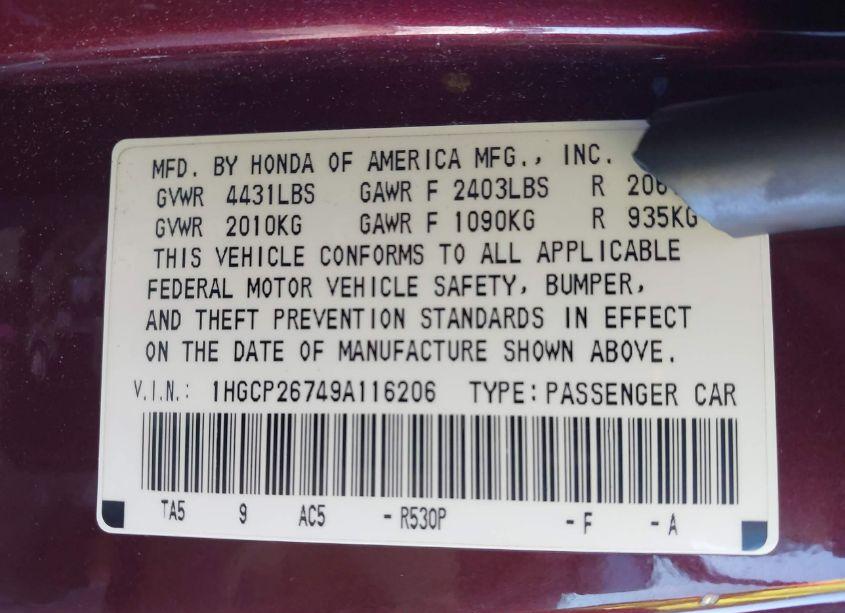 MFD. BY HONDA OF AMERICA MFG., INC.
GVWR 4431LBS GAWR F 2403LBS R
GVWR 2010KG GAWR F 1090KG R 935KG
THIS VEHICLE CONFORMS TO ALL APPLICABLE
FEDERAL MOTOR VEHICLE SAFETY, BUMPER,
AND THEFT PREVENTION STANDARDS IN EFFECT
ON THE DATE OF MANUFACTURE SHOWN ABOVE.
V.I.N.: 1HGCP26749A116206 TYPE: PASSENGER CAR
TA5 9 AC5 - R530P - F - A